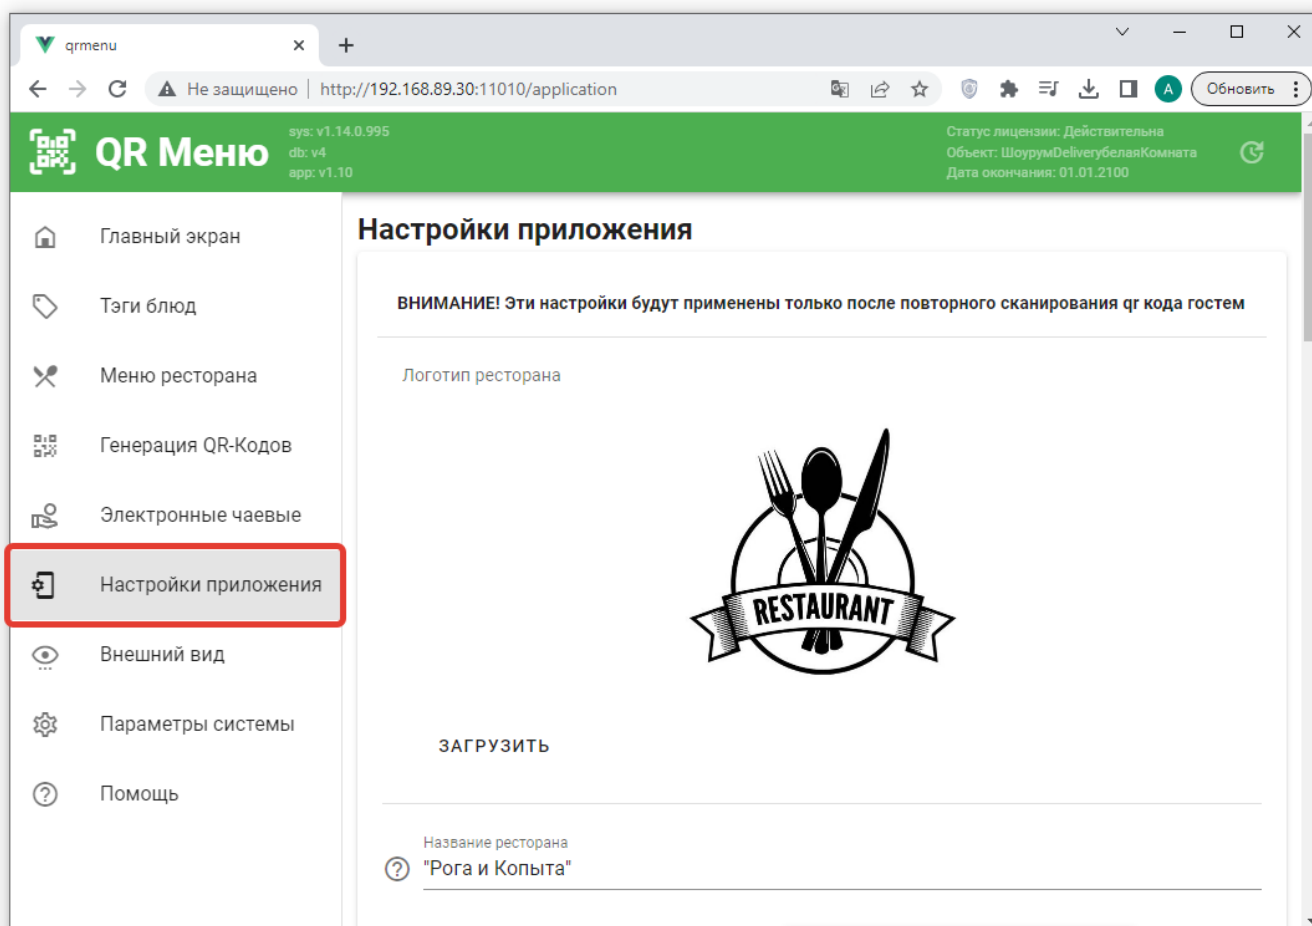 qrmenu
Не защищено
http://192.168.89.30:11010/application
A
Обновить
QR Меню
sys: v1.14.0.995
db: v4
app: v1.10
Статус лицензии: Действительна
Объект: ШоурумDeliveryбелаяКомната
Дата окончания: 01.01.2100
Главный экран
Тэги блюд
Меню ресторана
Генерация QR-Кодов
Электронные чаевые
Настройки приложения
Внешний вид
Параметры системы
Помощь
Настройки приложения
ВНИМАНИЕ! Эти настройки будут применены только после повторного сканирования qr кода гостем
Логотип ресторана
RESTAURANT
ЗАГРУЗИТЬ
Название ресторана
"Рога и Копыта"